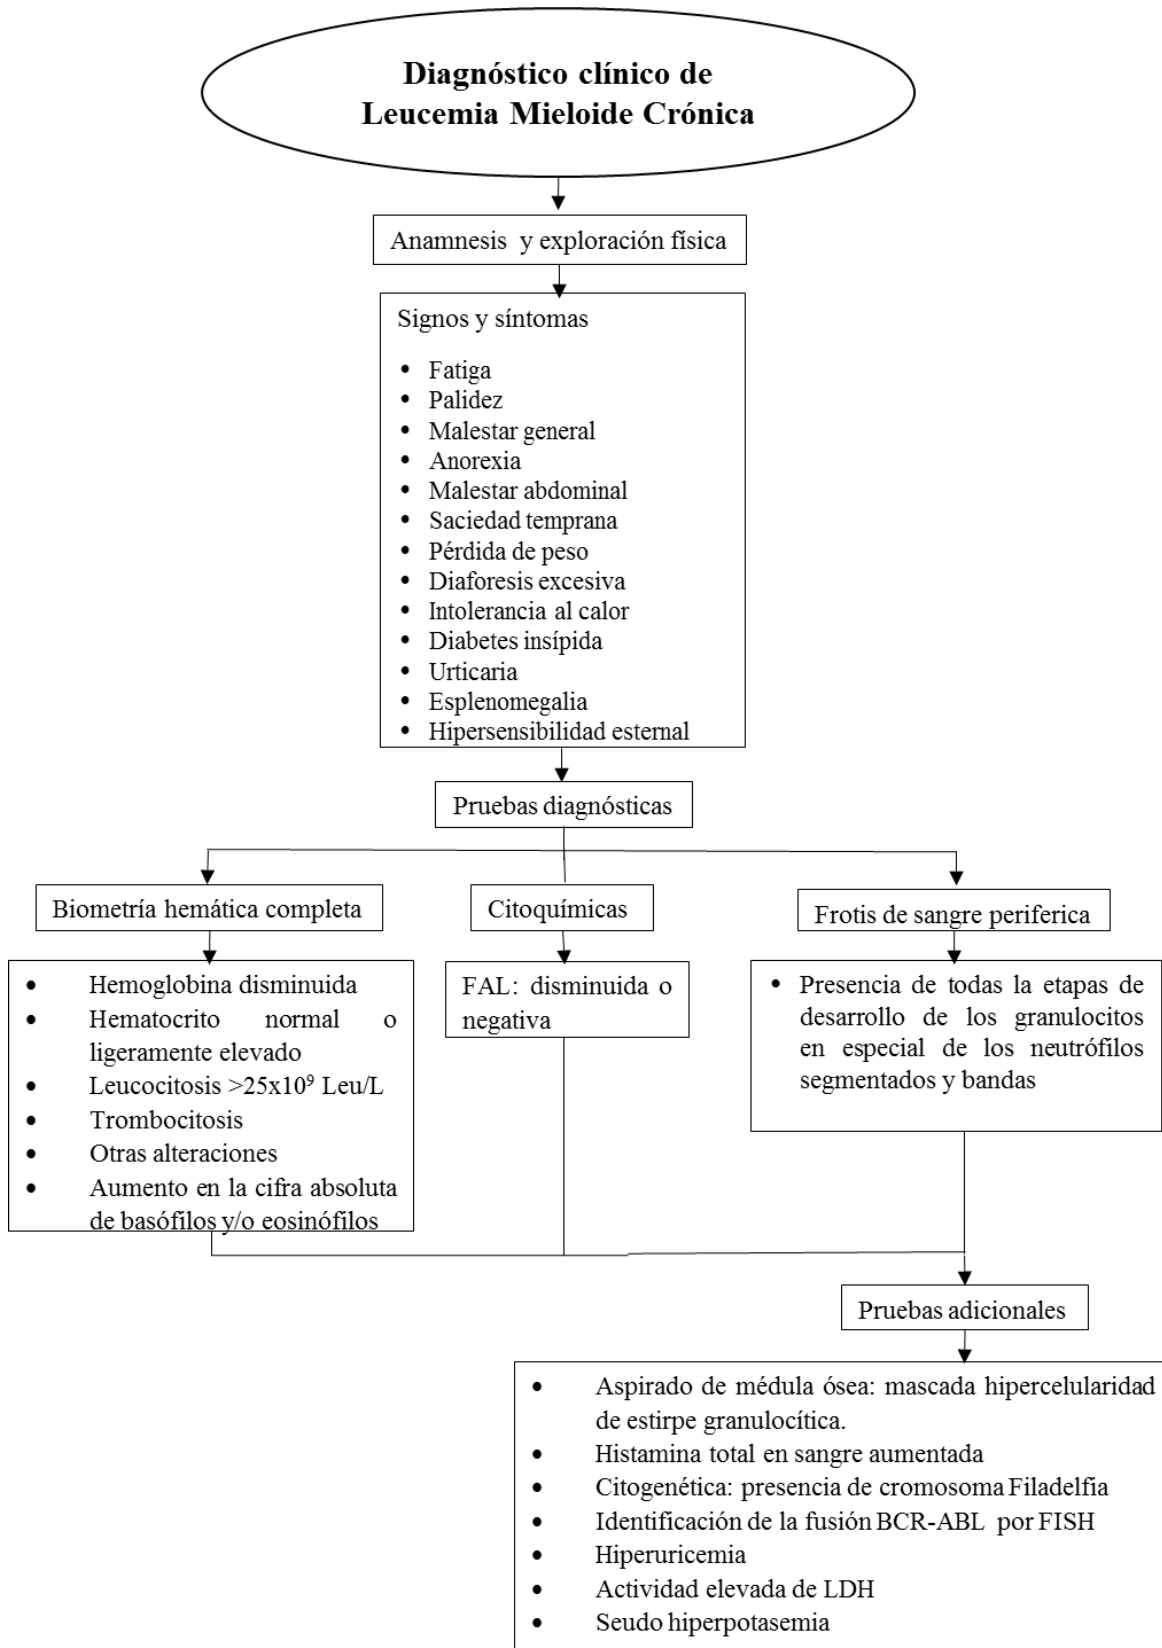 Diagnóstico clínico de
Leucemia Mieloide Crónica
Anamnesis y exploración física
Signos y síntomas
• Fatiga
• Palidez
• Malestar general
• Anorexia
• Malestar abdominal
• Saciedad temprana
• Pérdida de peso
• Diaforesis excesiva
• Intolerancia al calor
• Diabetes insípida
• Urticaria
• Esplenomegalia
• Hipersensibilidad esternal
Pruebas diagnósticas
Biometría hemática completa
• Hemoglobina disminuida
• Hematocrito normal o
ligeramente elevado
• Leucocitosis >25x10⁹ Leu/L
• Trombocitosis
• Otras alteraciones
• Aumento en la cifra absoluta
de basófilos y/o eosinófilos
Citoquímicas
FAL: disminuida o
negativa
Frotis de sangre periferica
• Presencia de todas la etapas de
desarrollo de los granulocitos
en especial de los neutrófilos
segmentados y bandas
Pruebas adicionales
• Aspirado de médula ósea: mascada hipercelularidad
de estirpe granulocítica.
• Histamina total en sangre aumentada
• Citogenética: presencia de cromosoma Filadelfía
• Identificación de la fusión BCR-ABL por FISH
• Hiperuricemia
• Actividad elevada de LDH
• Seudo hiperpotasemia